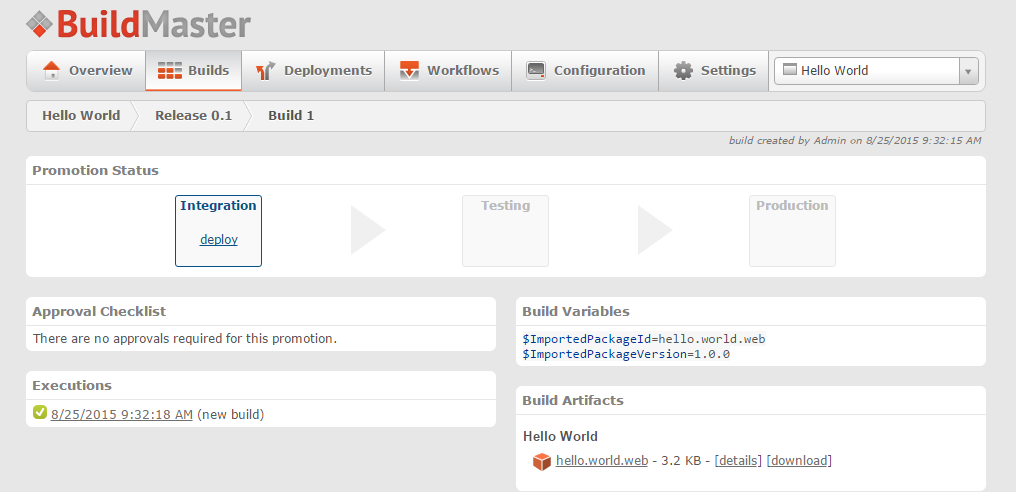 BuildMaster
Overview Builds Deployments Workflows Configuration Settings Hello World
Hello World Release 0.1 Build 1
build created by Admin on 8/25/2015 9:32:15 AM
Promotion Status
Integration Testing Production
deploy
Approval Checklist
There are no approvals required for this promotion.
Executions
8/25/2015 9:32:18 AM (new build)
Build Variables
$ImportedPackageId=hello.world.web
$ImportedPackageVersion=1.0.0
Build Artifacts
Hello World
hello.world.web - 3.2 KB - [details] [download]